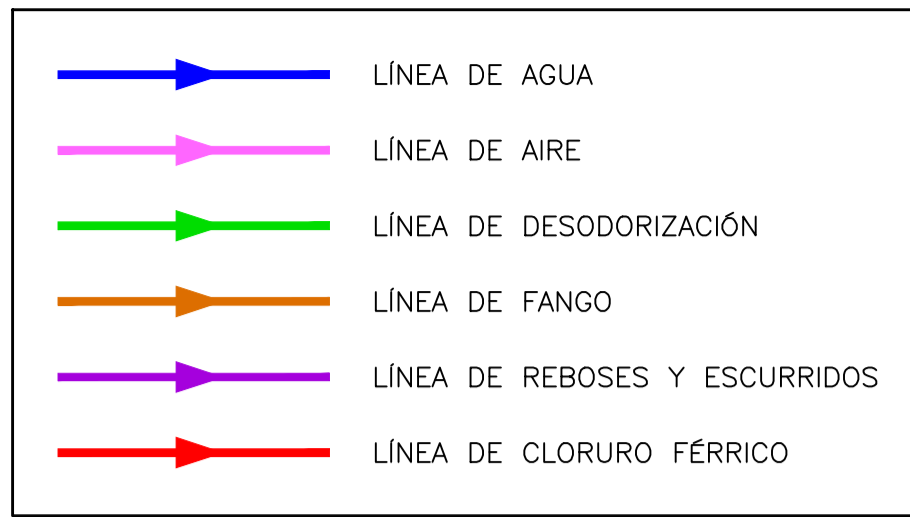 LÍNEA DE AGUA
LÍNEA DE AIRE
LÍNEA DE DESODORIZACIÓN
LÍNEA DE FANGO
LÍNEA DE REBOSES Y ESCURRIDOS
LÍNEA DE CLORURO FÉRRICO